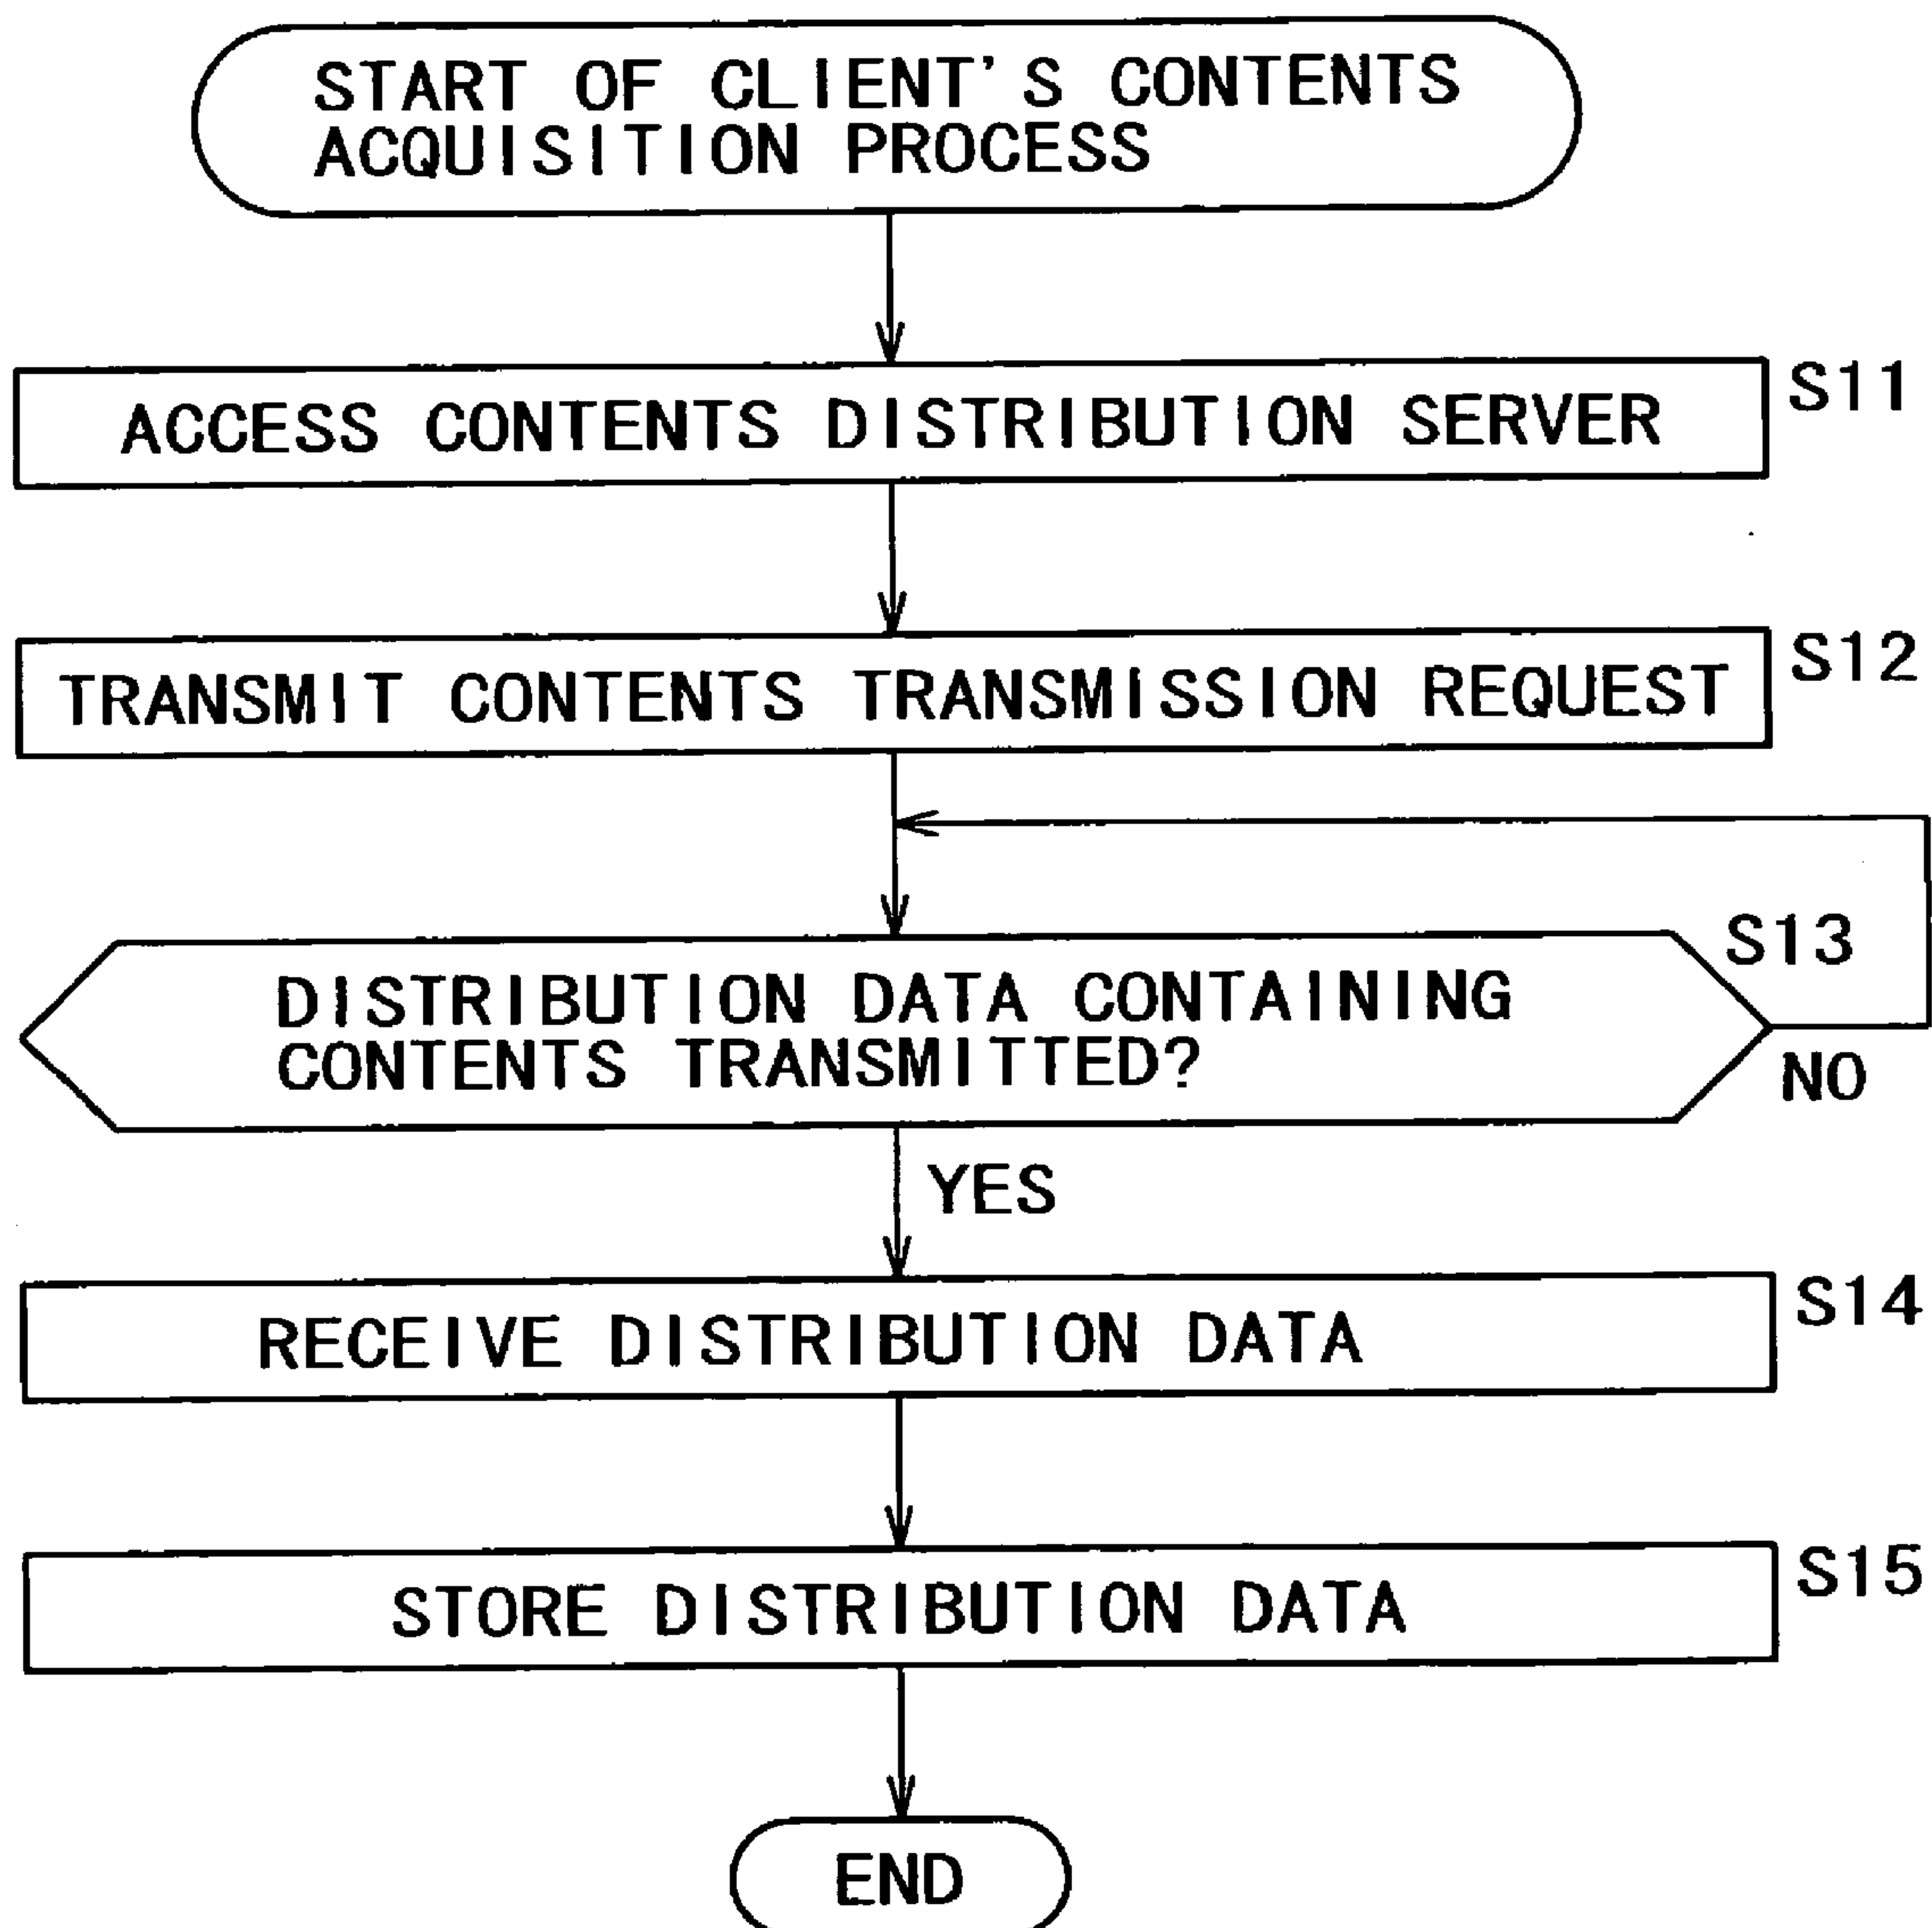 START OF CLIENT'S CONTENTS
ACQUISITION PROCESS
S11
ACCESS CONTENTS DISTRIBUTION SERVER
S12
TRANSMIT CONTENTS TRANSMISSION REQUEST
S13
DISTRIBUTION DATA CONTAINING
CONTENTS TRANSMITTED?
NO
YES
S14
RECEIVE DISTRIBUTION DATA
S15
STORE DISTRIBUTION DATA
END